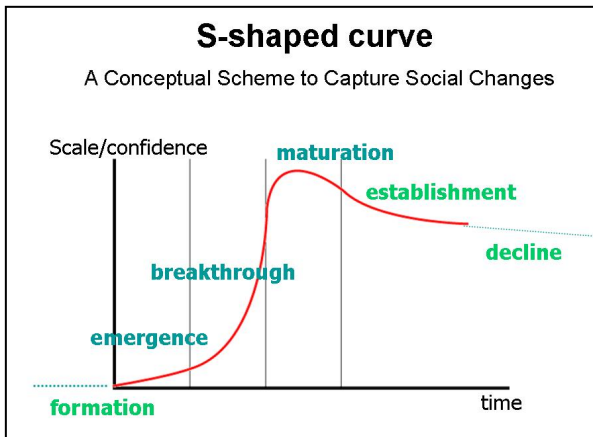 S-shaped curve
A Conceptual Scheme to Capture Social Changes
Scale/confidence
maturation
establishment
decline
breakthrough
emergence
time
formation